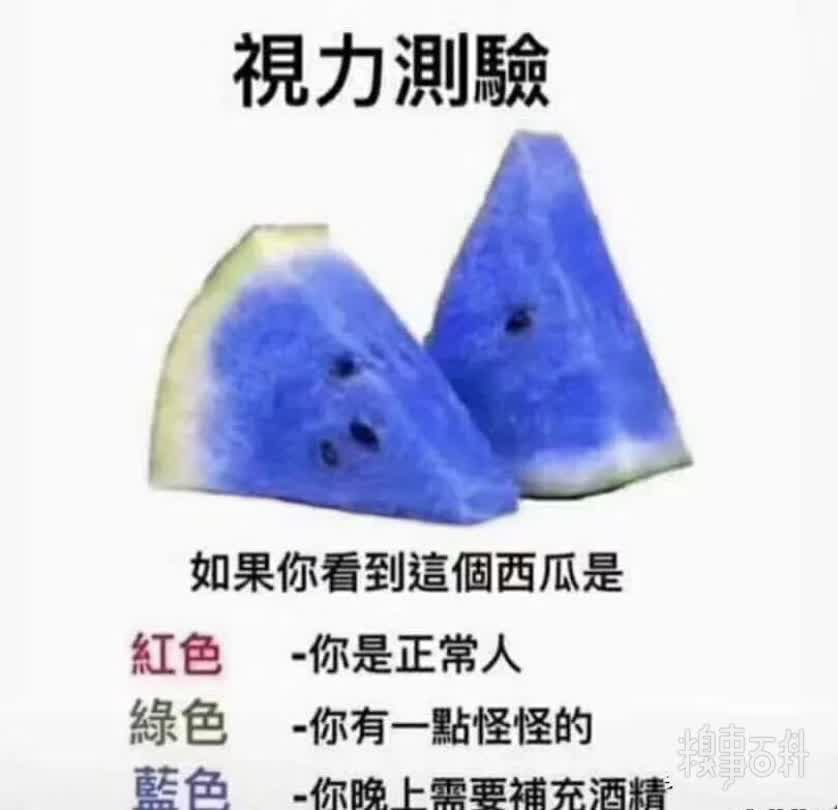 視力測驗
如果你看到這個西瓜是
紅色 -你是正常人
綠色 -你有一點怪怪的
藍色 -你晚上需要補充酒精
糗事百科